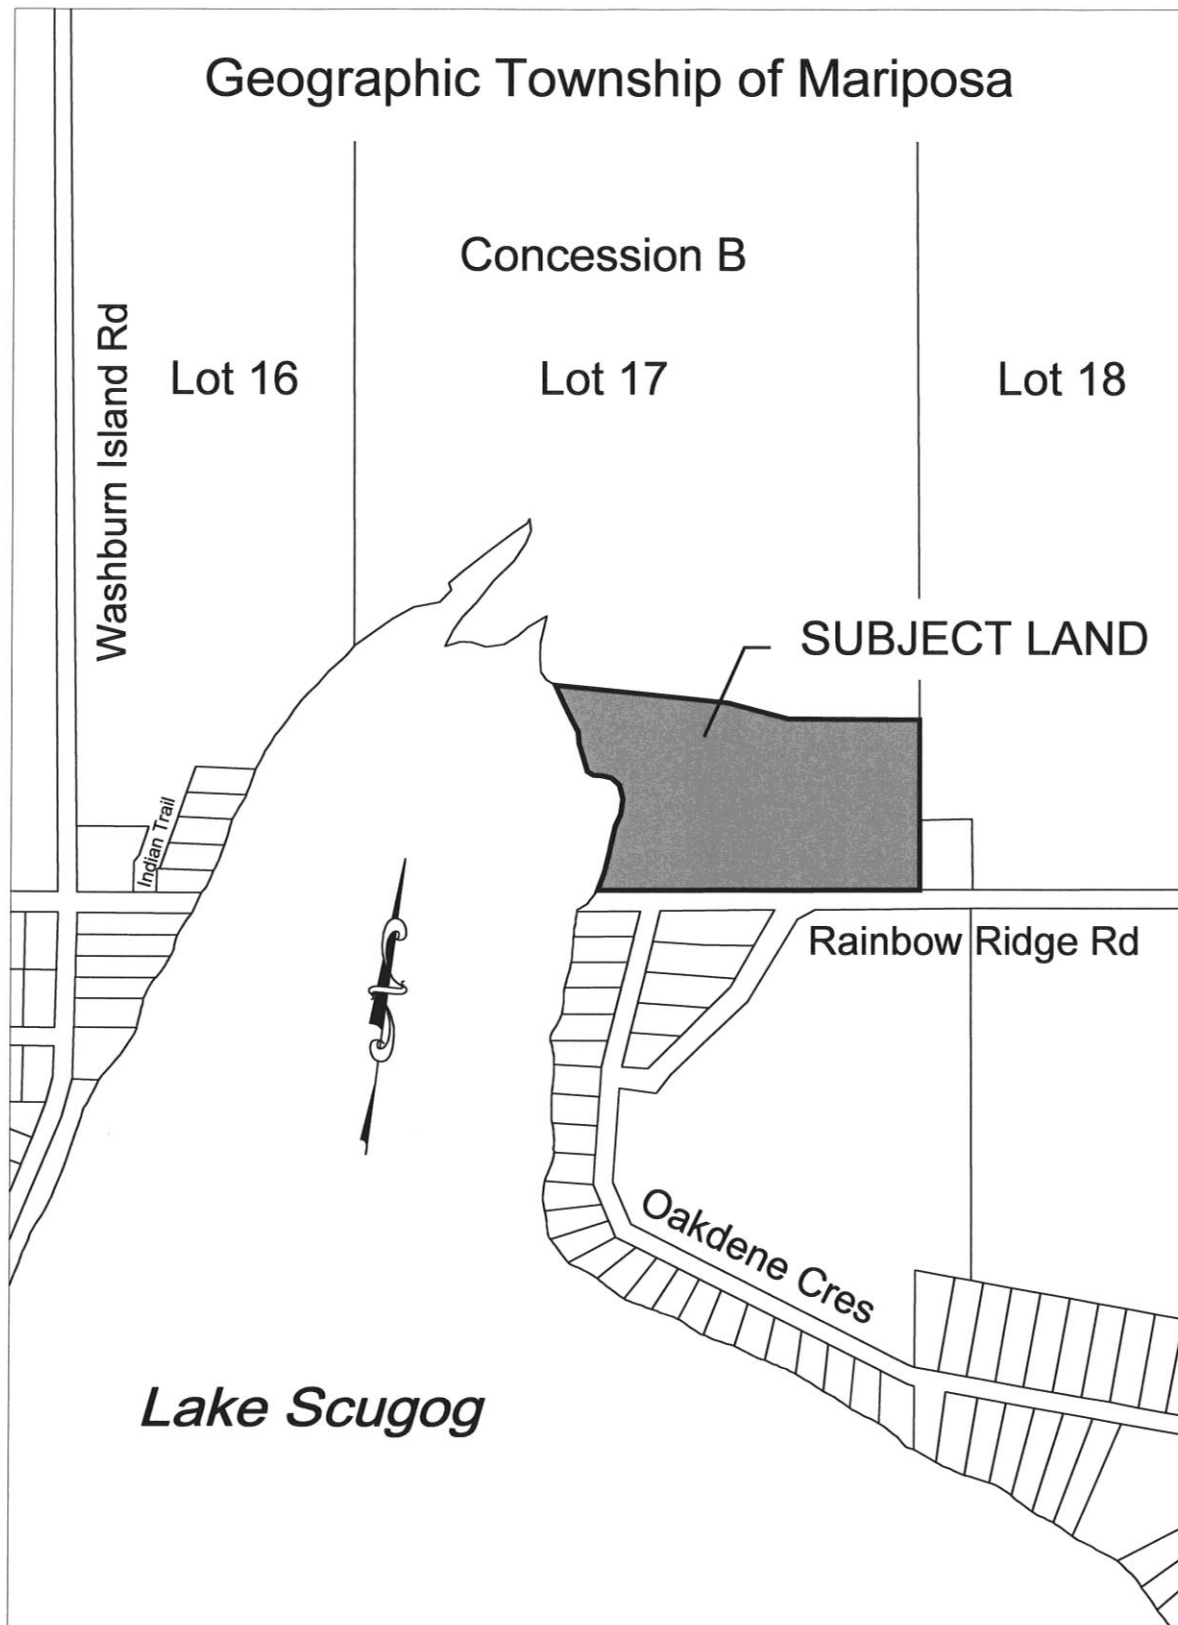 Geographic Township of Mariposa
Concession B
Washburn Island Rd
Lot 16
Lot 17
Lot 18
SUBJECT LAND
Indian Trail
Rainbow Ridge Rd
Oakdene Cres
Lake Scugog